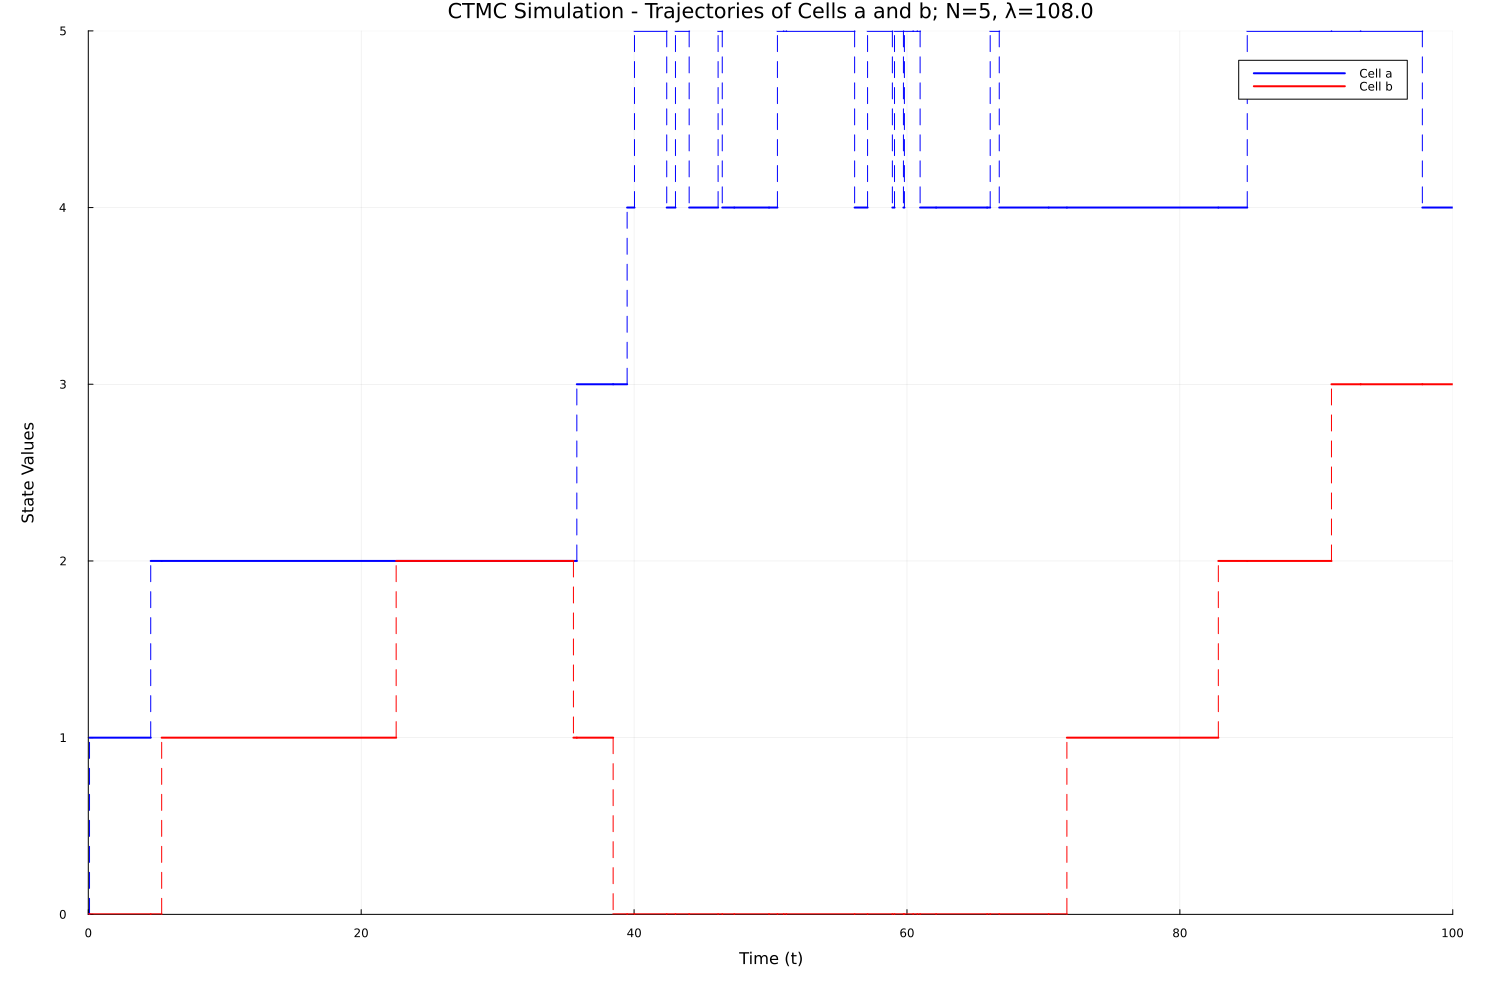 CTMC Simulation - Trajectories of Cells a and b; N=5, λ=108.0
5
Cell a
Cell b
4
3
State Values
2
1
0
0 20 40 60 80 100
Time (t)